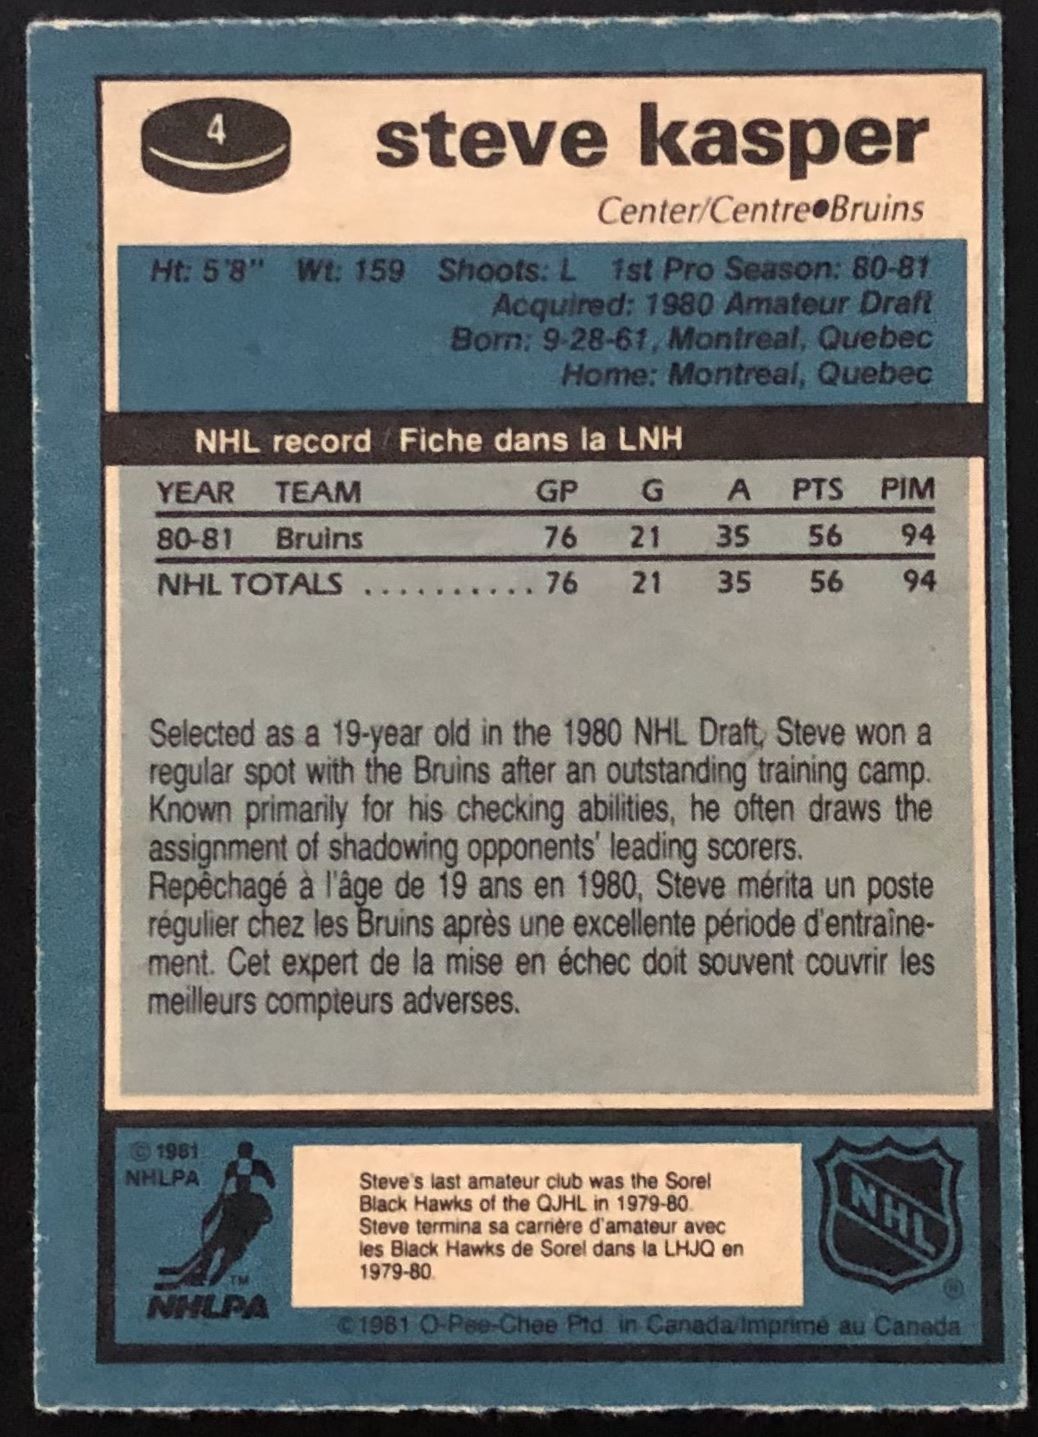 4
steve kasper
Center/Centre●Bruins
Ht: 5'8" Wt: 159 Shoots: L 1st Pro Season: 80-81
Acquired: 1980 Amateur Draft
Born: 9-28-61, Montreal, Quebec
Home: Montreal, Quebec
NHL record / Fiche dans la LNH
YEAR TEAM GP G A PTS PIM
80-81 Bruins 76 21 35 56 94
NHL TOTALS .......... 76 21 35 56 94
Selected as a 19-year old in the 1980 NHL Draft, Steve won a
regular spot with the Bruins after an outstanding training camp.
Known primarily for his checking abilities, he often draws the
assignment of shadowing opponents' leading scorers.
Repêchagé à l'âge de 19 ans en 1980, Steve mérita un poste
régulier chez les Bruins après une excellente période d'entraîne-
ment. Cet expert de la mise en échec doit souvent couvrir les
meilleurs compteurs adverses.
© 1981
NHLPA
TM
NHLPA
Steve's last amateur club was the Sorel
Black Hawks of the QJHL in 1979-80.
Steve termina sa carrière d'amateur avec
les Black Hawks de Sorel dans la LHJQ en
1979-80.
NHL
®
©1981 O-Pee-Chee Ptd. in Canada/Imprimé au Canada